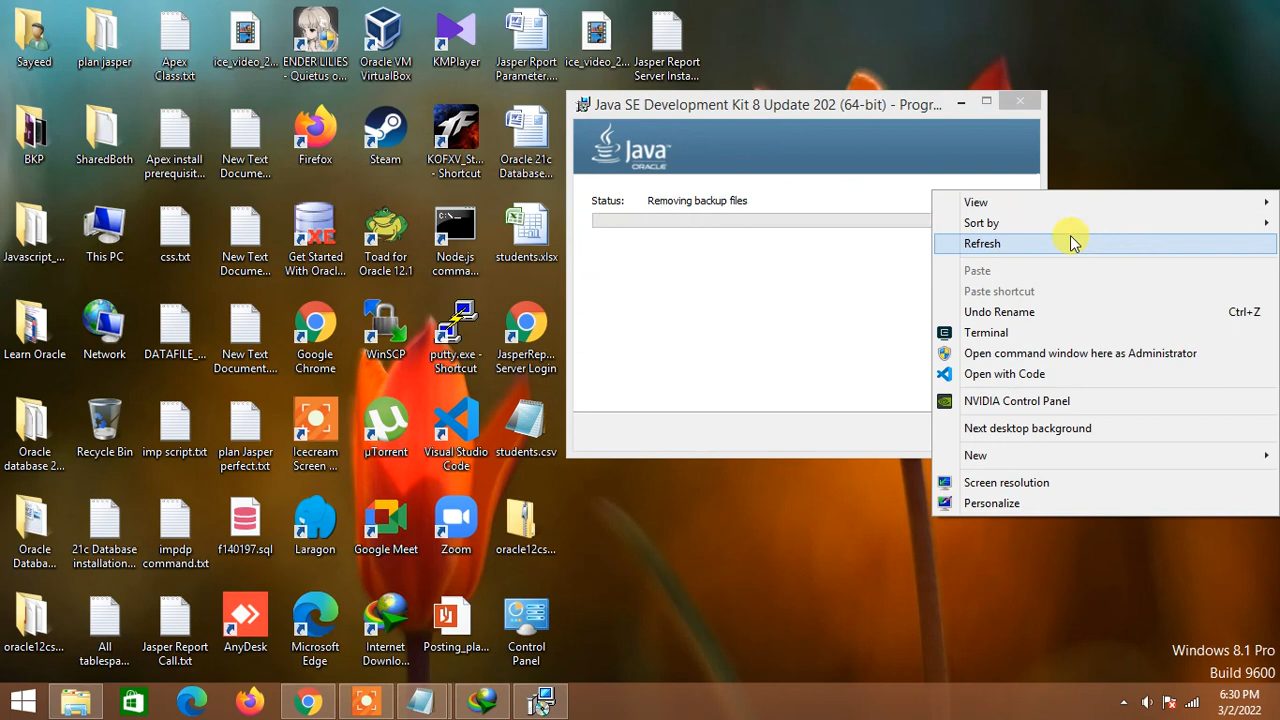 Sayeed
plan jasper
Apex
Class.txt
ice_video_2...
ENDER LILIES
- Quietus o...
Oracle VM
VirtualBox
KMPlayer
Jasper Rport
Parameter....
ice_video_2...
Jasper Report
Server Insta...
BKP
SharedBoth
Apex install
prerequisit...
New Text
Docume...
Firefox
Steam
KOFXV_St...
- Shortcut
Oracle 21c
Database...
Javascript_...
This PC
css.txt
New Text
Docume...
Get Started
With Oracl...
Toad for
Oracle 12.1
Node.js
comma...
students.xlsx
Learn Oracle
Network
DATAFILE_...
New Text
Document....
Google
Chrome
WinSCP
putty.exe -
Shortcut
JasperRep...
Server Login
Oracle
database 2...
Recycle Bin
imp script.txt
plan Jasper
perfect.txt
Icecream
Screen ...
µTorrent
Visual Studio
Code
students.csv
Oracle
Databa...
21c Database
installation...
impdp
command.txt
f140197.sql
Laragon
Google Meet
Zoom
oracle12cs...
oracle12cs...
All
tablespa...
Jasper Report
Call.txt
AnyDesk
Microsoft
Edge
Internet
Downlo...
Posting_pla...
Control
Panel
Java SE Development Kit 8 Update 202 (64-bit) - Progr...
Java
ORACLE
Status: Removing backup files
View
Sort by
Refresh
Paste
Paste shortcut
Undo Rename Ctrl+Z
Terminal
Open command window here as Administrator
Open with Code
NVIDIA Control Panel
Next desktop background
New
Screen resolution
Personalize
Windows 8.1 Pro
Build 9600
6:30 PM
3/2/2022